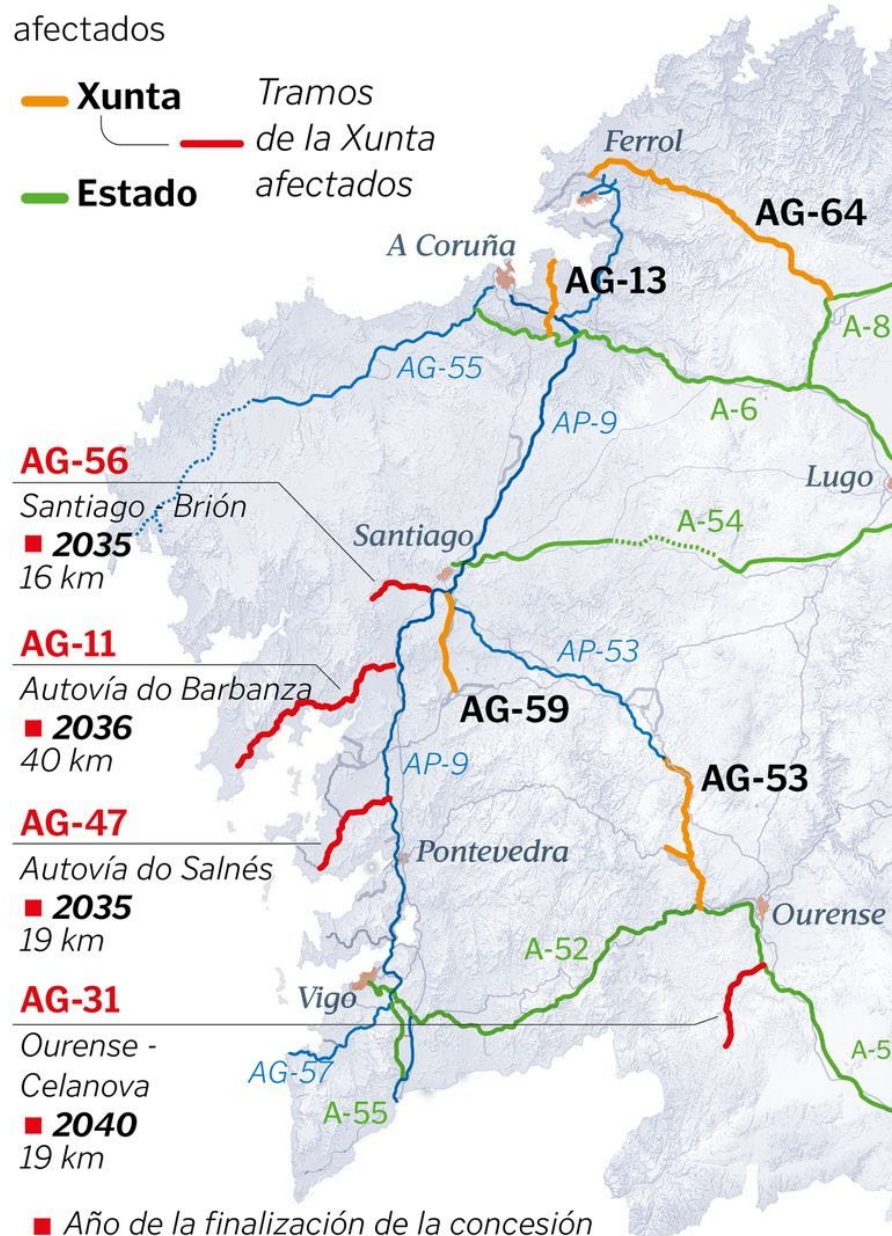 afectados
Xunta
Tramos
de la Xunta
afectados
Estado
Ferrol
AG-64
A Coruña
AG-13
A-8
AG-55
A-6
AP-9
Lugo
AG-56
Santiago - Brión
2035
16 km
Santiago
A-54
AG-11
Autovía do Barbanza
2036
40 km
AP-53
AG-59
AP-9
AG-53
AG-47
Autovía do Salnés
2035
19 km
Pontevedra
Ourense
A-52
AG-31
Ourense -
Celanova
2040
19 km
Vigo
AG-57
A-55
A-5
Año de la finalización de la concesión